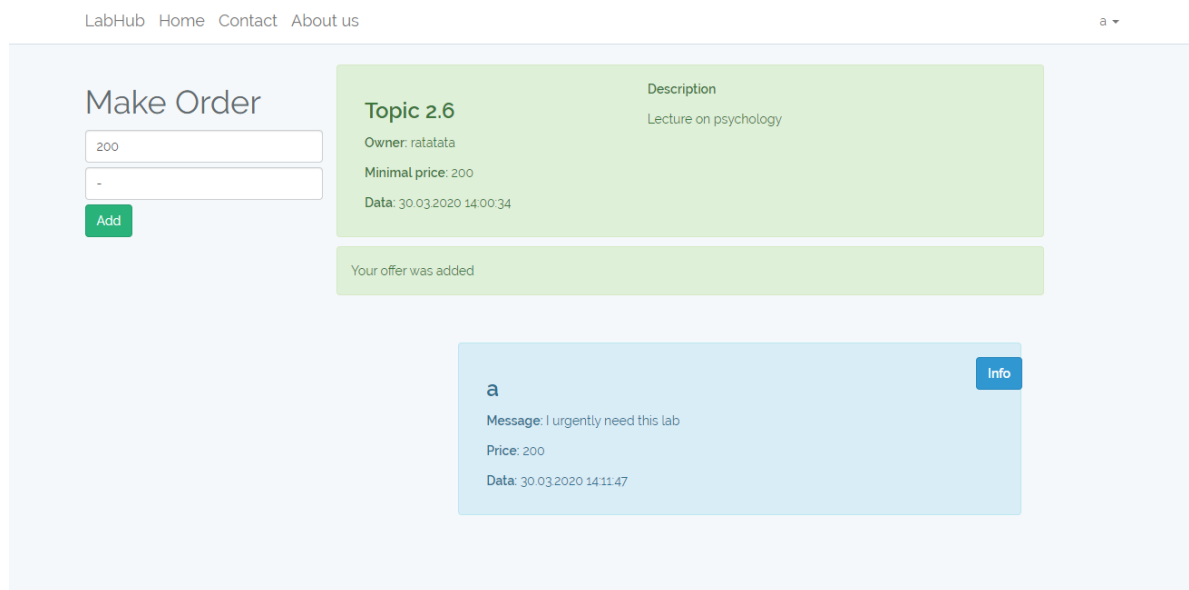 LabHub Home Contact About us a
Make Order
200
-
Add
Topic 2.6
Owner: ratatata
Minimal price: 200
Data: 30.03.2020 14:00:34
Description
Lecture on psychology
Your offer was added
a
Info
Message: I urgently need this lab
Price: 200
Data: 30.03.2020 14:11:47